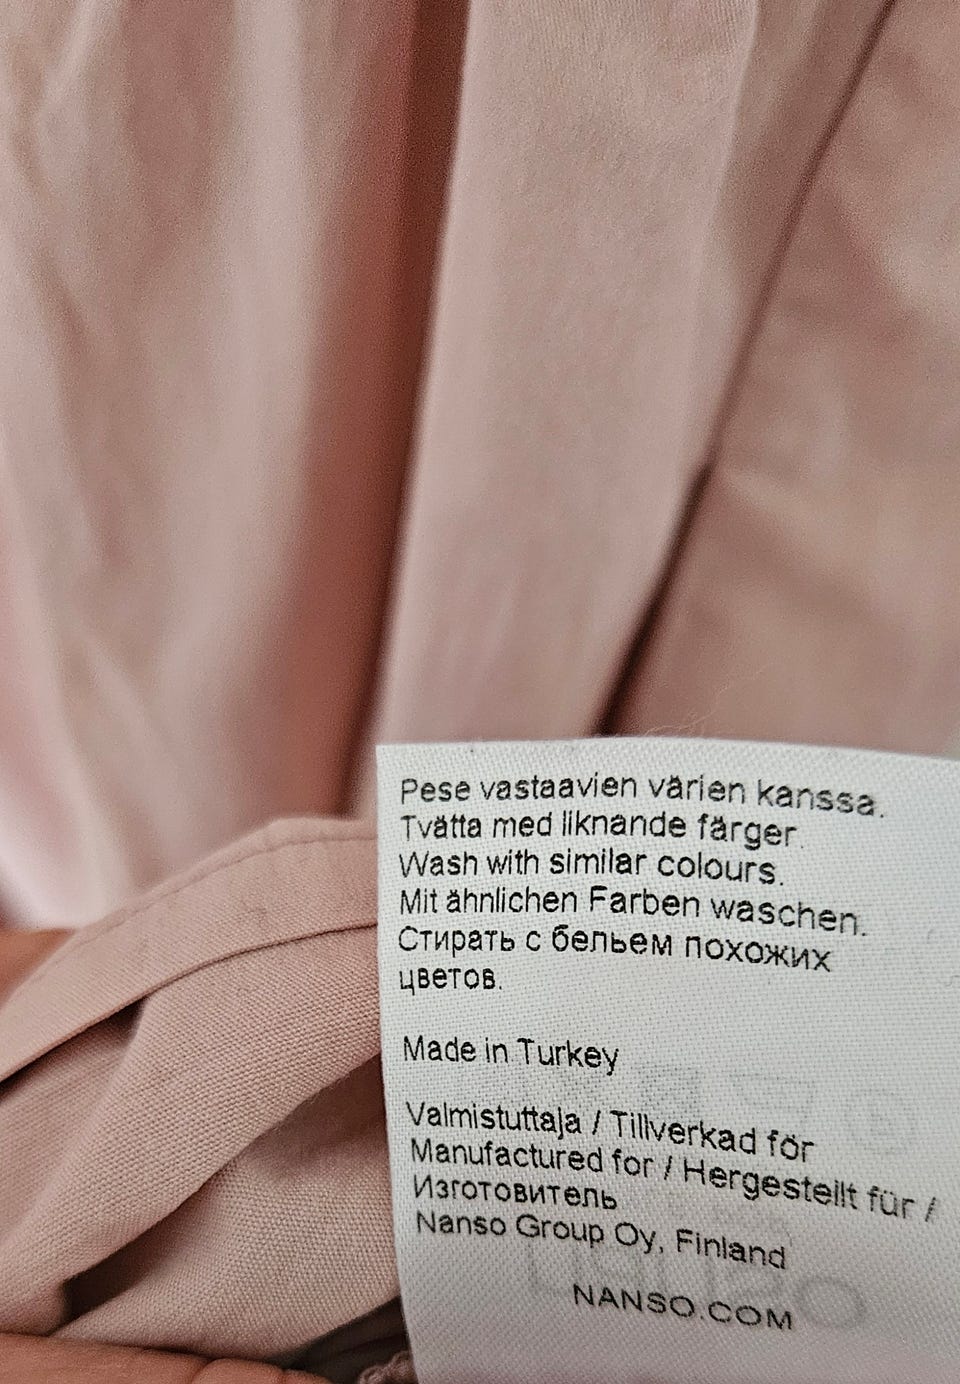 Pese vastaavien värien kanssa.
Tvätta med liknande färger.
Wash with similar colours.
Mit ähnlichen Farben waschen.
Стирать с бельем похожих
цветов.
Made in Turkey
Valmistuttaja / Tillverkad för
Manufactured for / Hergestellt für /
Изготовитель
Nanso Group Oy, Finland
NANSO.COM